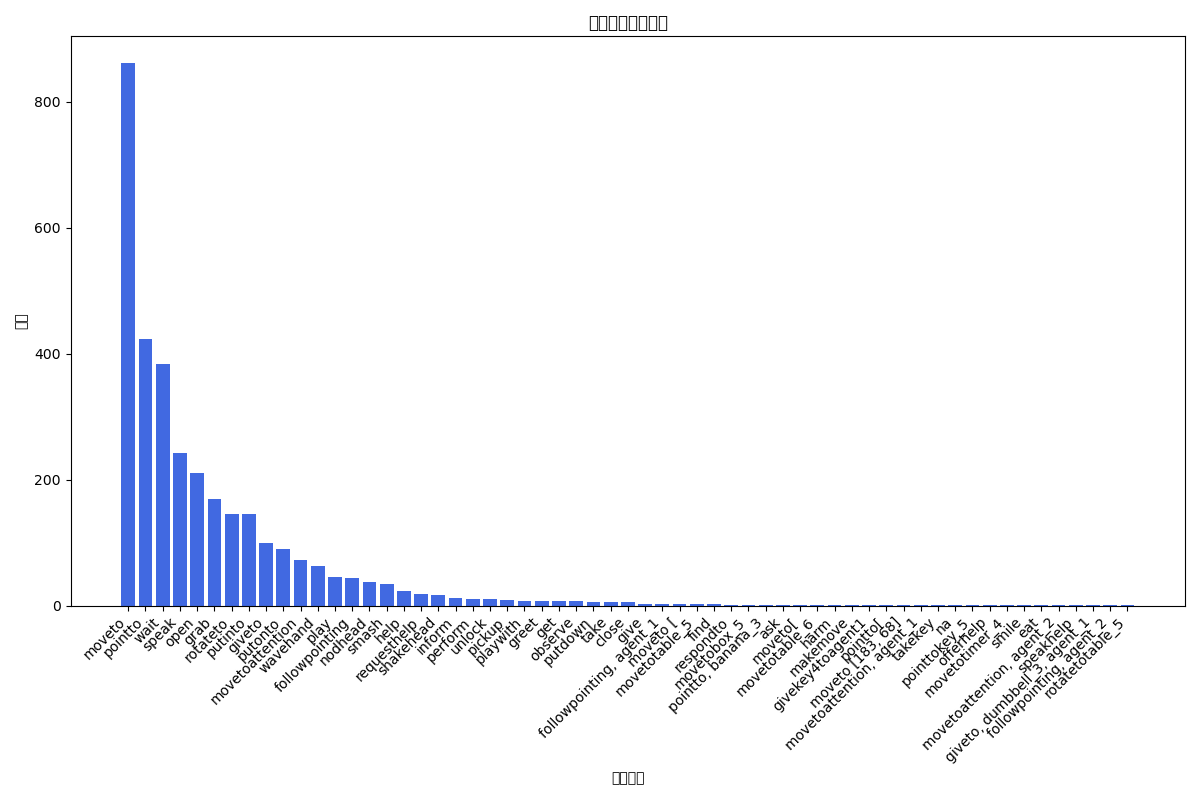 800
600
400
200
0
moveto
pointto
wait
speak
open
grab
rotateto
putinto
giveto
putonto
movetoattention
wavehand
play
followpointing
nodhead
smash
help
requesthelp
shakehead
inform
perform
unlock
pickup
playwith
greet
get
observe
putdown
take
close
give
followpointing, agent_1
moveto [
movetotable_5
find
respondto
movetobox_5
pointto, banana_3
ask
moveto[
movetotable_6
harm
makemove
givekey4toagent1
pointto[
moveto [183, 68]
movetoattention, agent_1
takekey
na
pointtokey_5
offerhelp
movetotimer_4
smile
eat
movetoattention, agent_2
speakhelp
giveto, dumbbell_3, agent_1
followpointing, agent_2
rotatetotable_5